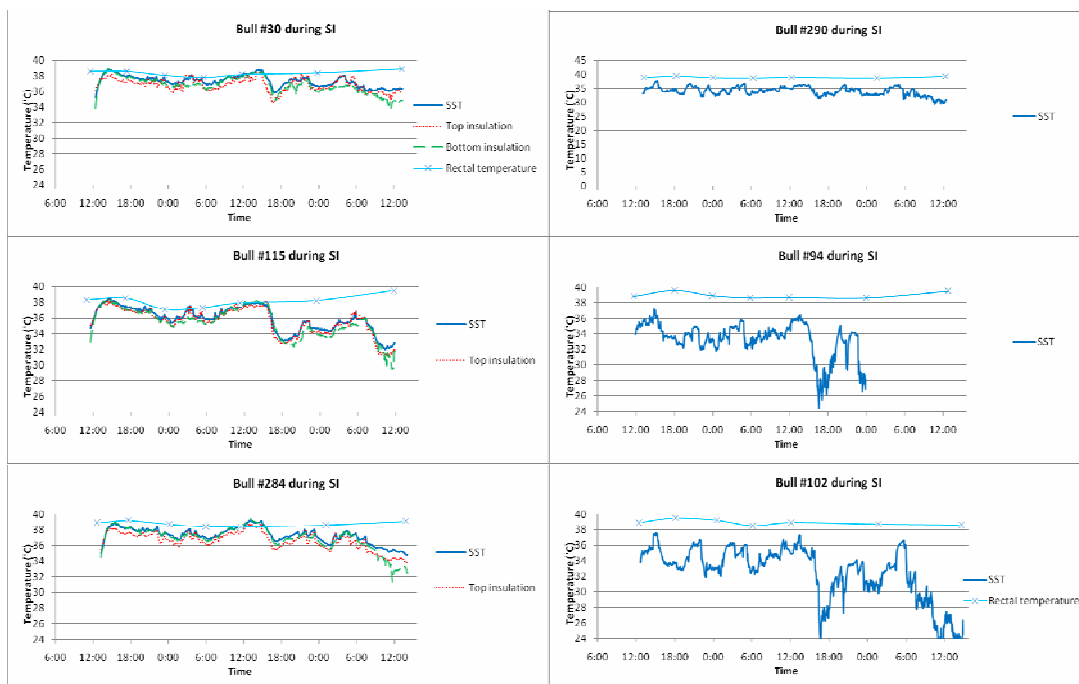 Bull #30 during SI
Temperature (°C)
40
38
36
34
32
30
28
26
24
6:00 12:00 18:00 0:00 6:00 12:00 18:00 0:00 6:00 12:00
Time
SST
Top insulation
Bottom insulation
Rectal temperature
Bull #290 during SI
Temperature (°C)
45
40
35
30
25
20
15
10
5
0
6:00 12:00 18:00 0:00 6:00 12:00 18:00 0:00 6:00 12:00
Time
SST
Bull #115 during SI
Temperature (°C)
40
38
36
34
32
30
28
26
24
6:00 12:00 18:00 0:00 6:00 12:00 18:00 0:00 6:00 12:00
Time
SST
Top insulation
Bull #94 during SI
Temperature (°C)
40
38
36
34
32
30
28
26
24
6:00 12:00 18:00 0:00 6:00 12:00 18:00 0:00 6:00 12:00
Time
SST
Bull #284 during SI
Temperature (°C)
40
38
36
34
32
30
28
26
24
6:00 12:00 18:00 0:00 6:00 12:00 18:00 0:00 6:00 12:00
Time
SST
Top insulation
Bull #102 during SI
Temperature (°C)
40
38
36
34
32
30
28
26
24
6:00 12:00 18:00 0:00 6:00 12:00 18:00 0:00 6:00 12:00
Time
SST
Rectal temperature